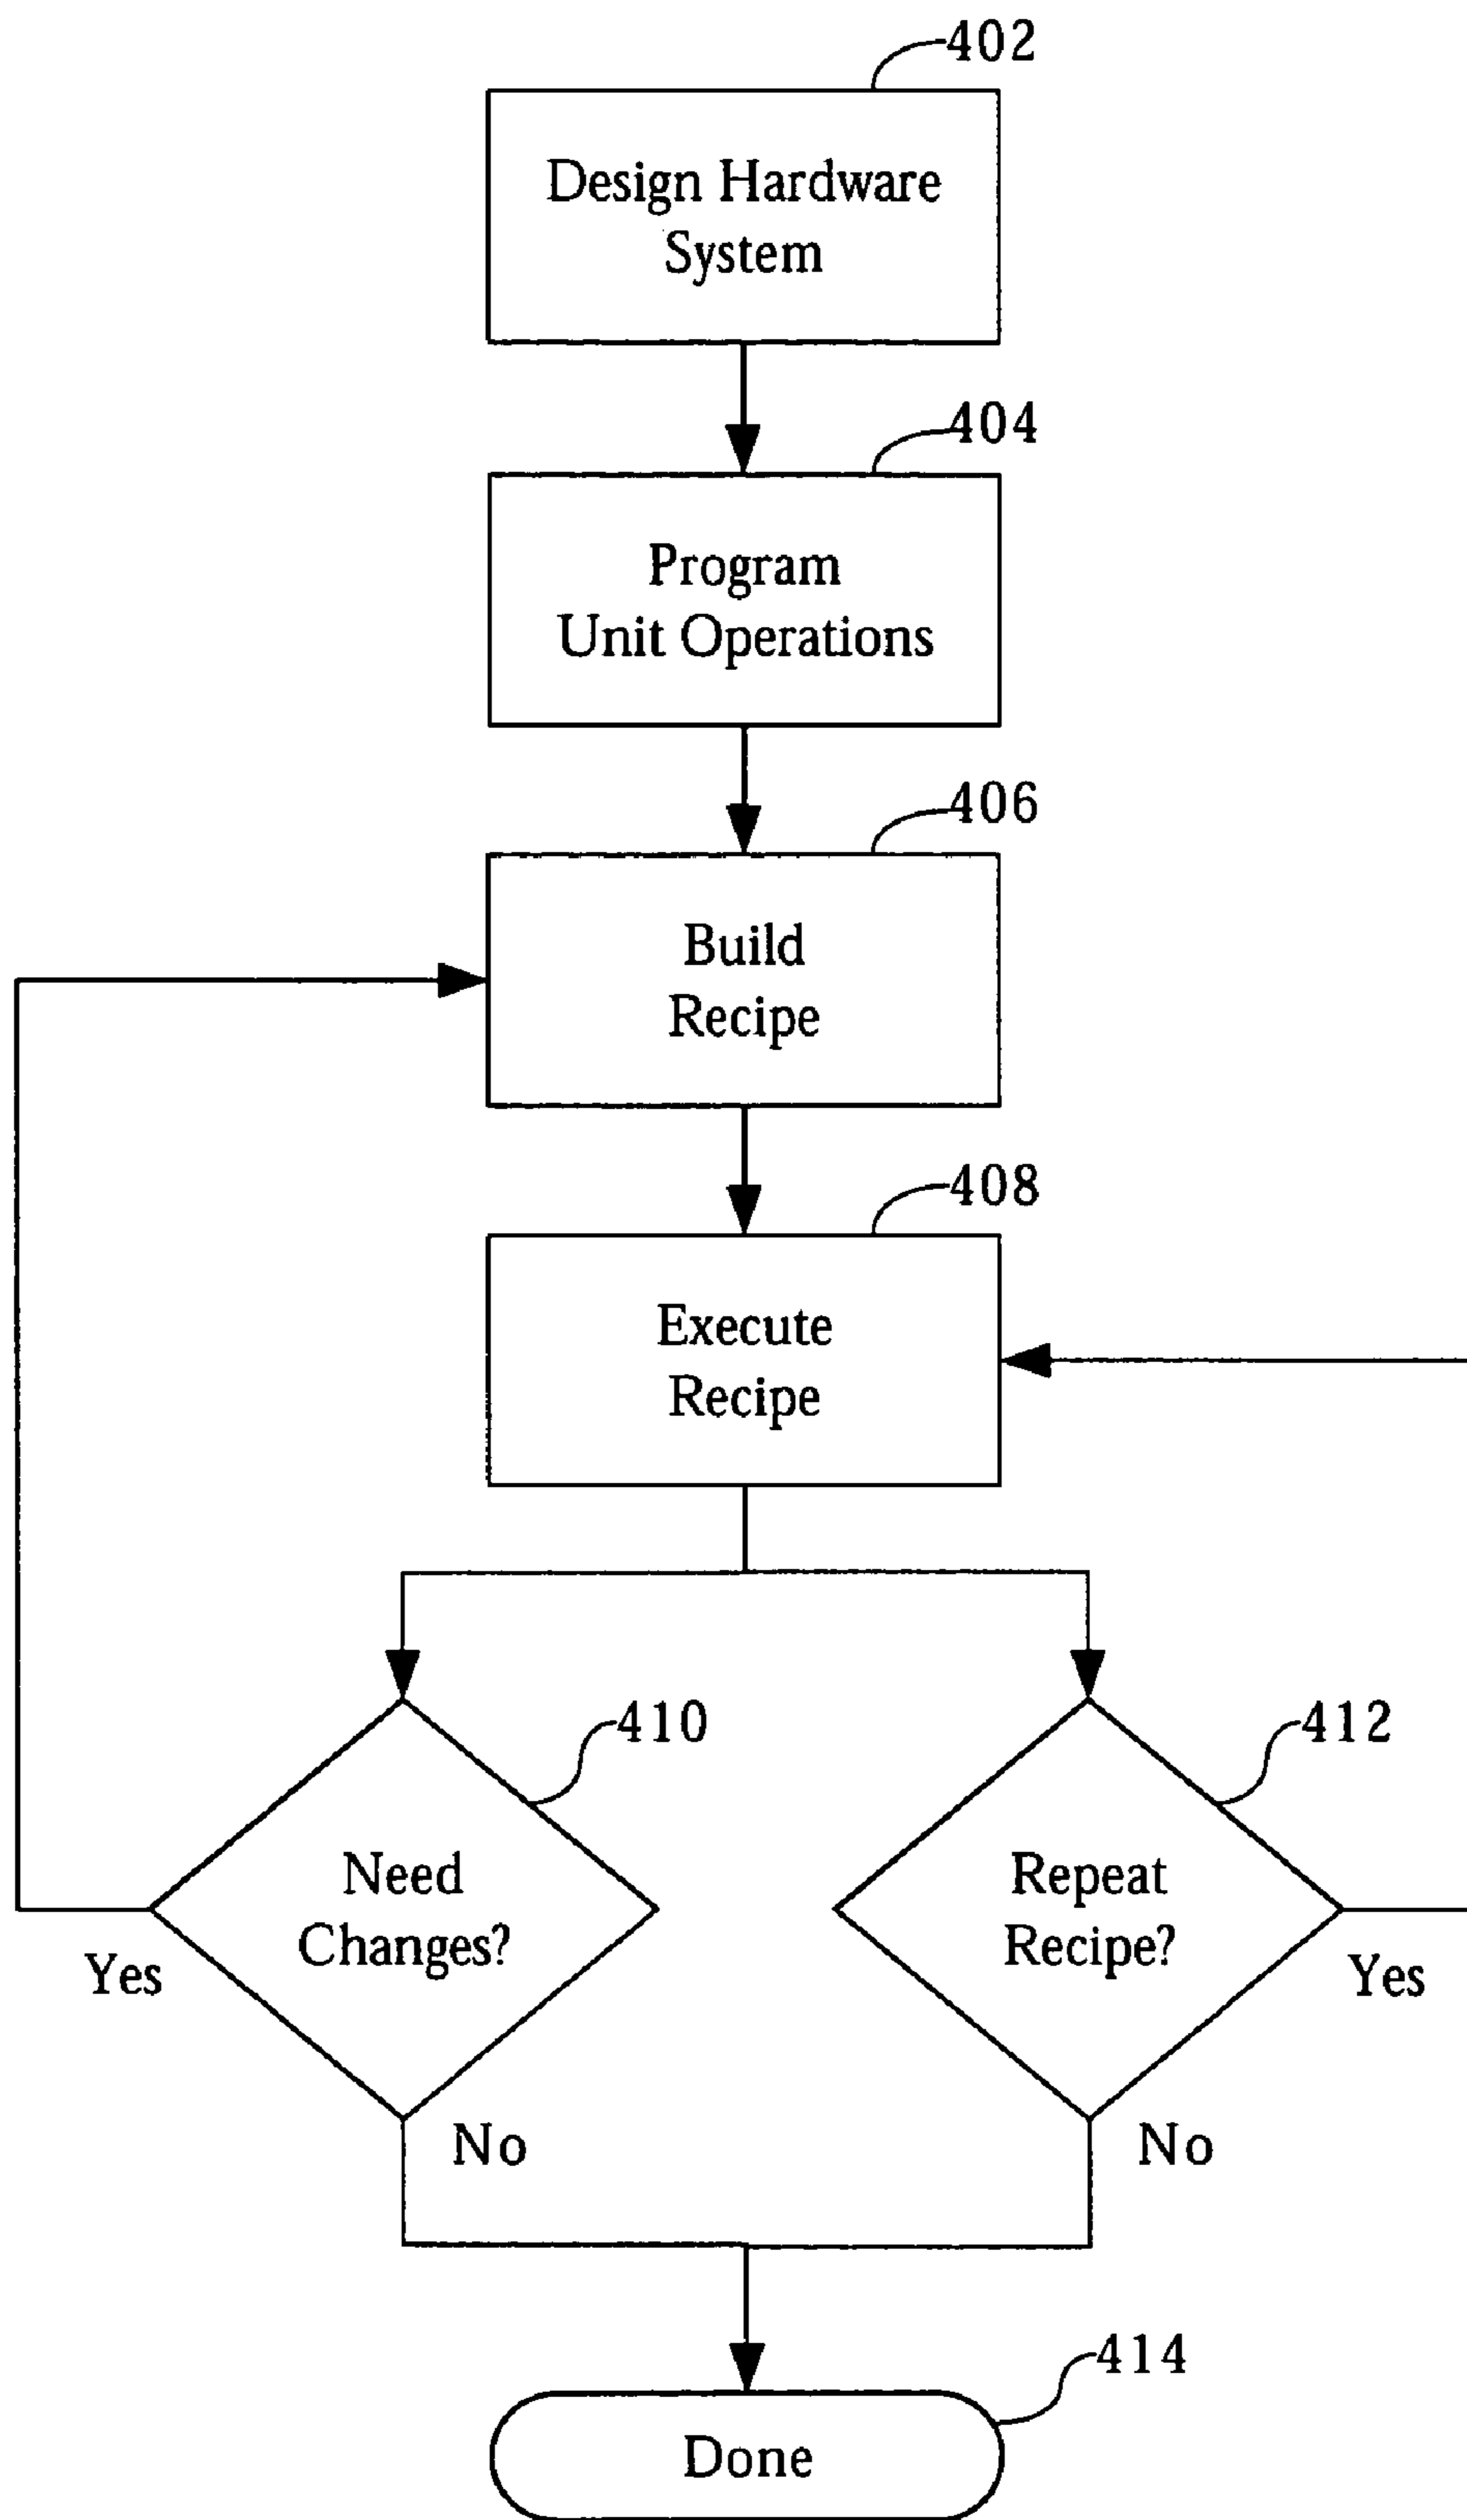 402
Design Hardware
System
404
Program
Unit Operations
406
Build
Recipe
408
Execute
Recipe
410
412
Need
Changes?
Repeat
Recipe?
Yes
Yes
No
No
414
Done